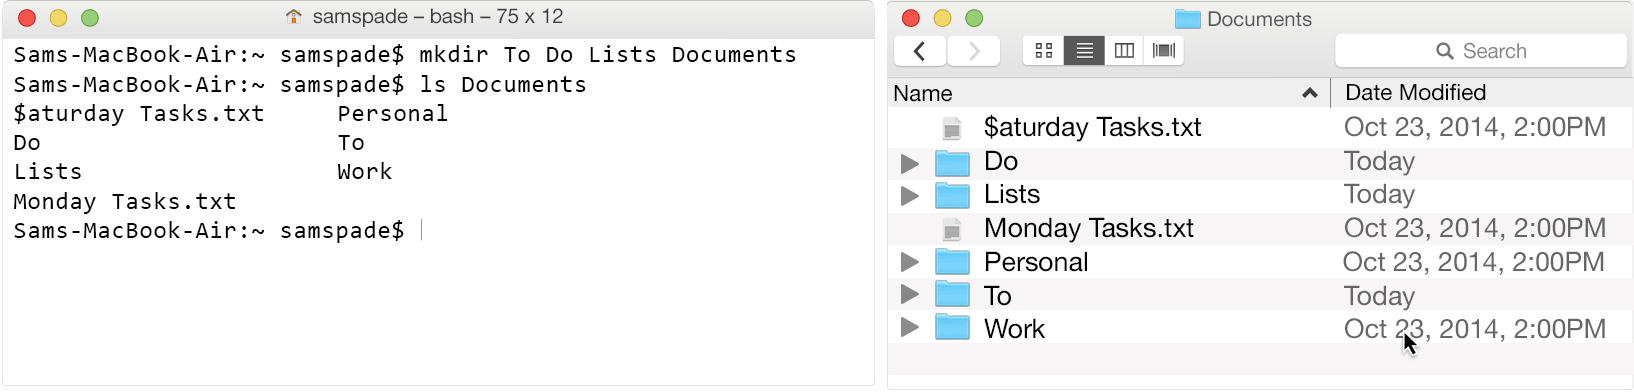 samspade – bash – 75 x 12
Sams-MacBook-Air:~ samspade$ mkdir To Do Lists Documents
Sams-MacBook-Air:~ samspade$ ls Documents
$aturday Tasks.txt Personal
Do To
Lists Work
Monday Tasks.txt
Sams-MacBook-Air:~ samspade$
Documents
Search
Name Date Modified
$aturday Tasks.txt Oct 23, 2014, 2:00PM
Do Today
Lists Today
Monday Tasks.txt Oct 23, 2014, 2:00PM
Personal Oct 23, 2014, 2:00PM
To Today
Work Oct 23, 2014, 2:00PM